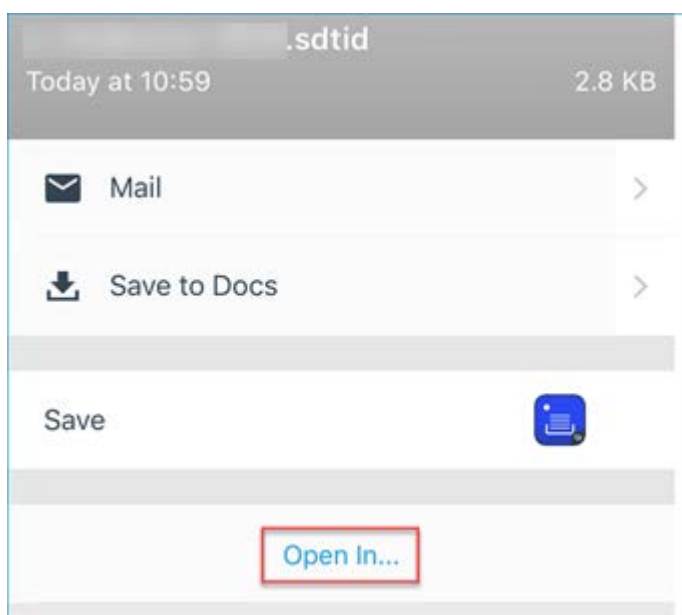 .sdtid
Today at 10:59 2.8 KB
Mail
Save to Docs
Save
Open In...